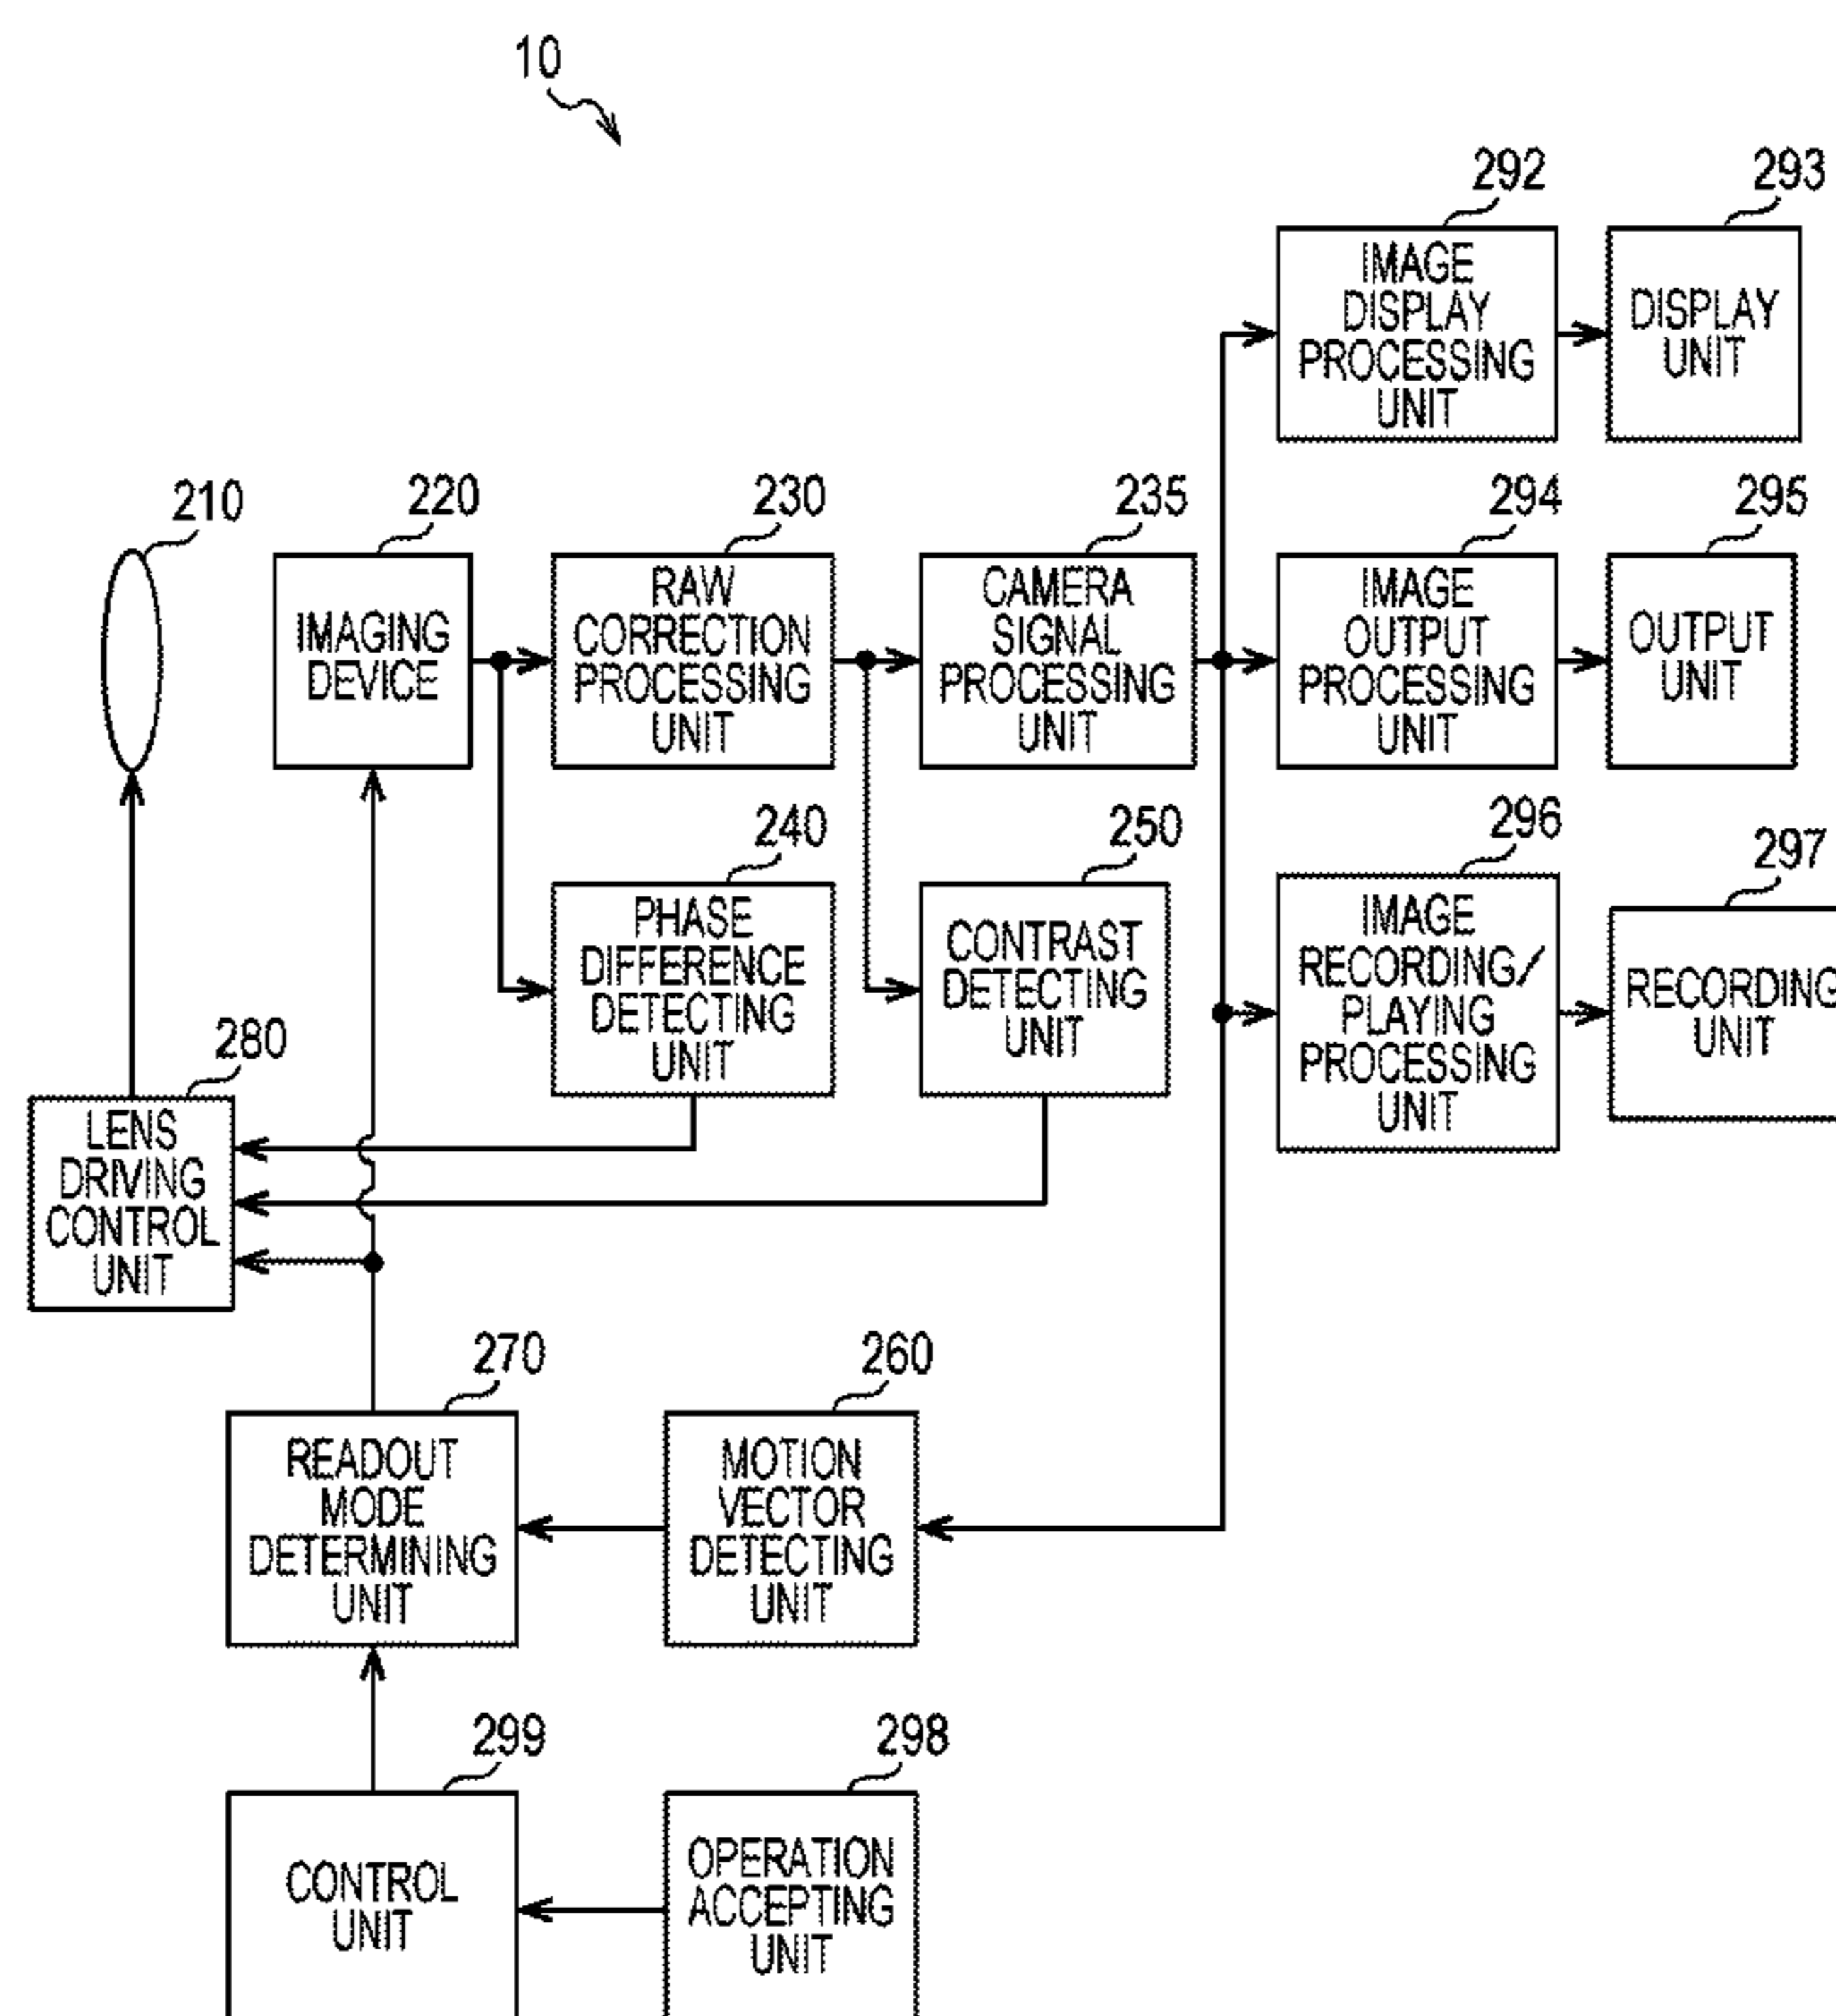 10
292
293
IMAGE
DISPLAY
PROCESSING
UNIT
DISPLAY
UNIT
210
220
230
235
294
295
IMAGING
DEVICE
RAW
CORRECTION
PROCESSING
UNIT
CAMERA
SIGNAL
PROCESSING
UNIT
IMAGE
OUTPUT
PROCESSING
UNIT
OUTPUT
UNIT
240
250
296
297
PHASE
DIFFERENCE
DETECTING
UNIT
CONTRAST
DETECTING
UNIT
IMAGE
RECORDING/
PLAYING
PROCESSING
UNIT
RECORDING
UNIT
280
LENS
DRIVING
CONTROL
UNIT
270
260
READOUT
MODE
DETERMINING
UNIT
MOTION
VECTOR
DETECTING
UNIT
299
298
CONTROL
UNIT
OPERATION
ACCEPTING
UNIT